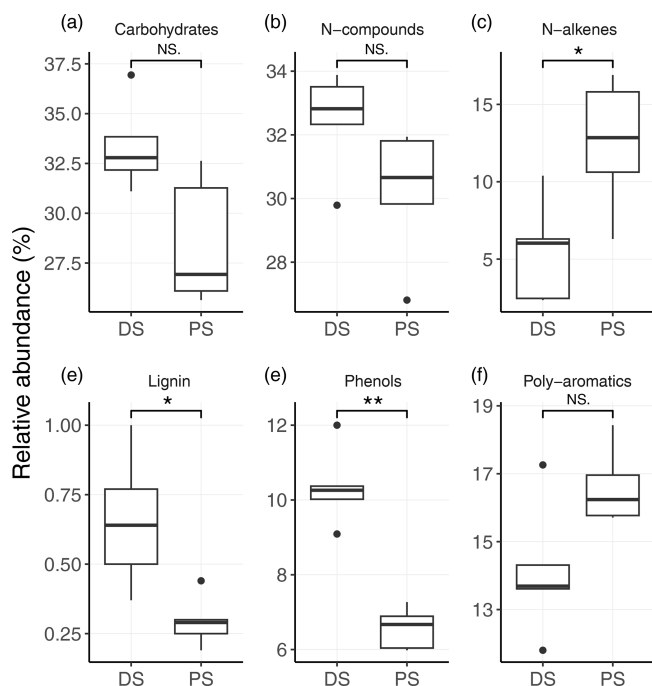 (a)
Carbohydrates
NS.
37.5
35.0
32.5
30.0
27.5
DS
PS
(b)
N−compounds
NS.
34
32
30
28
DS
PS
(c)
N−alkenes
*
15
10
5
DS
PS
Relative abundance (%)
(e)
Lignin
*
1.00
0.75
0.50
0.25
DS
PS
(e)
Phenols
**
12
10
8
6
DS
PS
(f)
Poly−aromatics
NS.
19
17
15
13
DS
PS